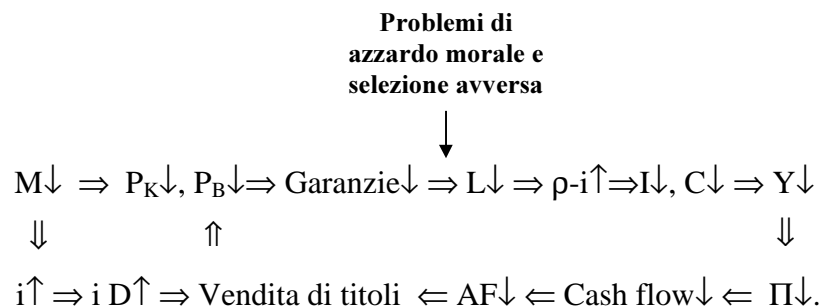 Problemi di
azzardo morale e
selezione avversa
↓
M↓ ⇒ P_K↓, P_B↓⇒ Garanzie↓ ⇒ L↓ ⇒ ρ-i↑⇒I↓, C↓ ⇒ Y↓
⇓ ⇑ ⇓
i↑ ⇒ i D↑ ⇒ Vendita di titoli ⇐ AF↓ ⇐ Cash flow↓ ⇐ Π↓.